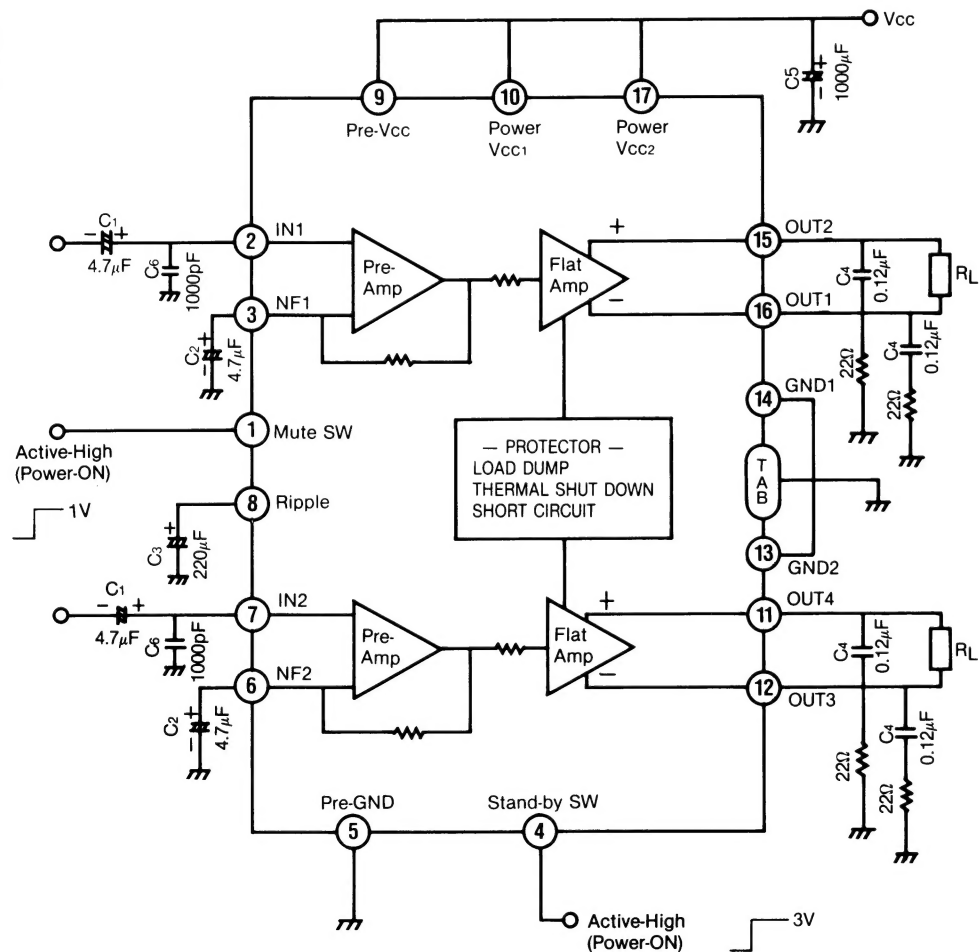 Vcc
C5
+
-
1000μF
9
10
17
Pre-Vcc
Power
Vcc1
Power
Vcc2
C1
- +
4.7μF
C6
1000pF
2
IN1
Pre-
Amp
Flat
Amp
+
-
15
OUT2
C4
0.12μF
RL
3
NF1
C2
+
-
4.7μF
16
OUT1
C4
0.12μF
22Ω
22Ω
1
Mute SW
Active-High
(Power-ON)
1V
14
GND1
— PROTECTOR —
LOAD DUMP
THERMAL SHUT DOWN
SHORT CIRCUIT
TAB
8
Ripple
C3
+
220μF
13
GND2
C1
- +
4.7μF
C6
1000pF
7
IN2
Pre-
Amp
Flat
Amp
+
-
11
OUT4
C4
0.12μF
RL
6
NF2
C2
+
-
4.7μF
12
OUT3
C4
0.12μF
22Ω
22Ω
Pre-GND
5
Stand-by SW
4
Active-High
(Power-ON)
3V